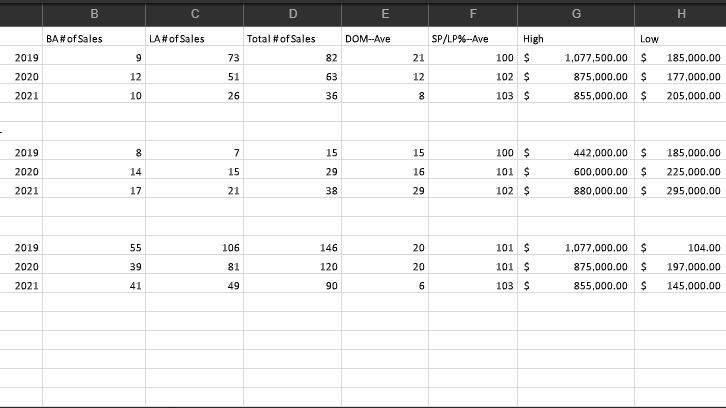 B C D E F G H
BA # of Sales LA # of Sales Total # of Sales DOM--Ave SP/LP%--Ave High Low
2019 9 73 82 21 100 $ 1,077,500.00 $ 185,000.00
2020 12 51 63 12 102 $ 875,000.00 $ 177,000.00
2021 10 26 36 8 103 $ 855,000.00 $ 205,000.00
2019 8 7 15 15 100 $ 442,000.00 $ 185,000.00
2020 14 15 29 16 101 $ 600,000.00 $ 225,000.00
2021 17 21 38 29 102 $ 880,000.00 $ 295,000.00
2019 55 106 146 20 101 $ 1,077,000.00 $ 104.00
2020 39 81 120 20 101 $ 875,000.00 $ 197,000.00
2021 41 49 90 6 103 $ 855,000.00 $ 145,000.00